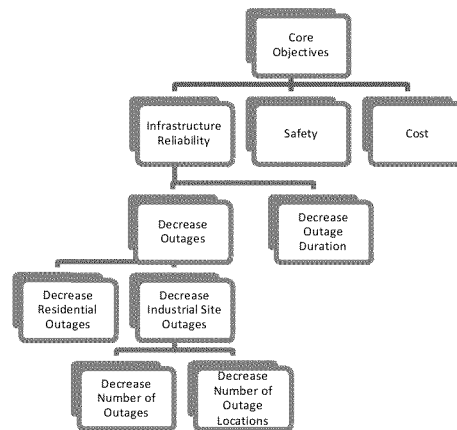 Core
Objectives
Infrastructure
Reliability
Safety
Cost
Decrease
Outages
Decrease
Outage
Duration
Decrease
Residential
Outages
Decrease
Industrial Site
Outages
Decrease
Number of
Outages
Decrease
Number of
Outage
Locations